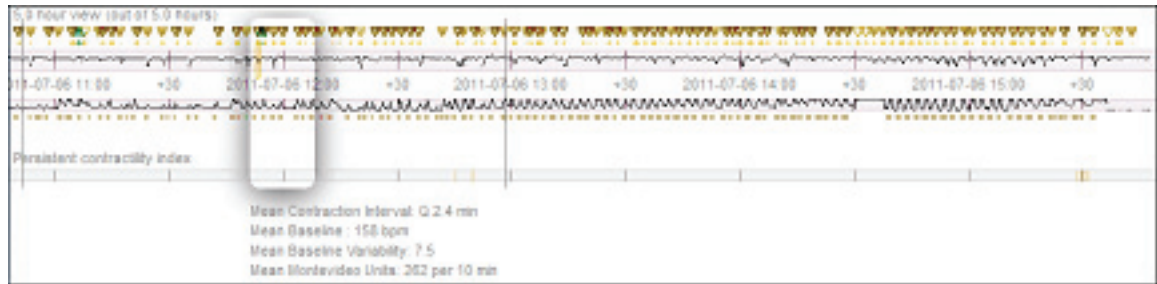 5.0 hour view (out of 5.0 hours)
2011-07-06 11:00 +30 2011-07-06 12:00 +30 2011-07-06 13:00 +30 2011-07-06 14:00 +30 2011-07-06 15:00 +30
Persistent contractility index
Mean Contraction Interval: Q 2.4 min
Mean Baseline : 158 bpm
Mean Baseline Variability: 7.5
Mean Montevideo Units: 262 per 10 min